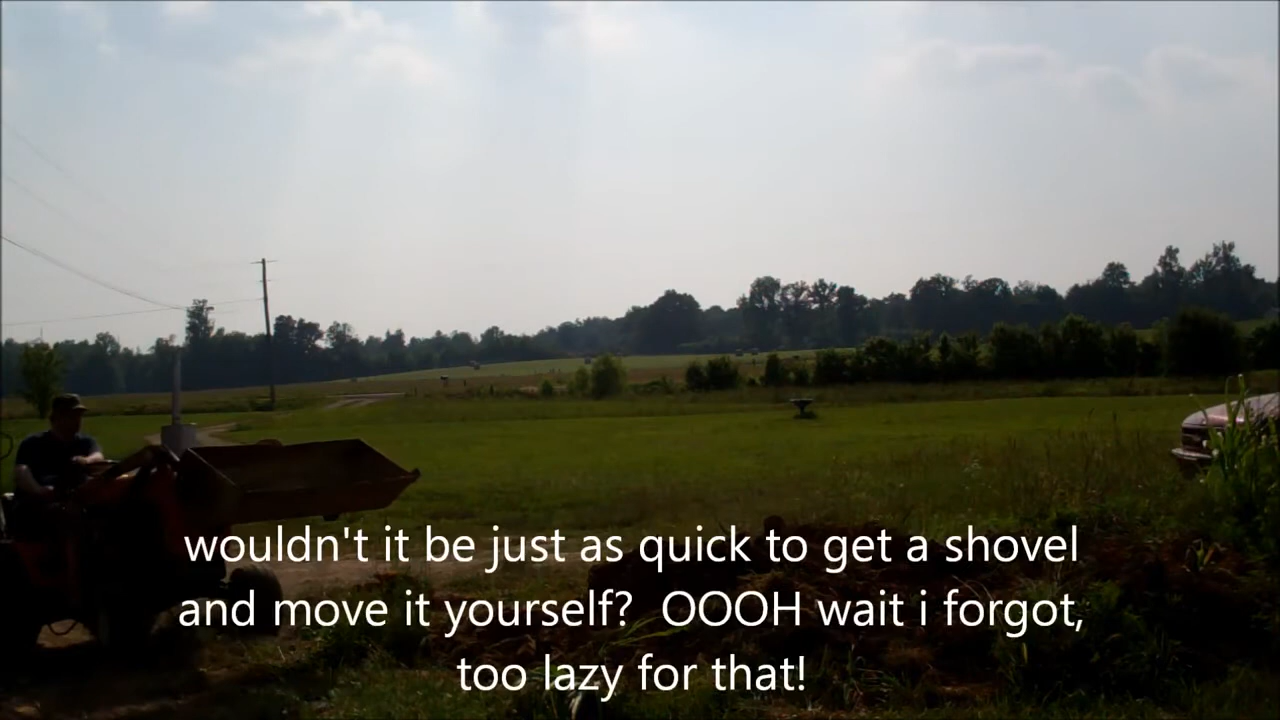 wouldn't it be just as quick to get a shovel
and move it yourself?  OOOH wait i forgot,
too lazy for that!